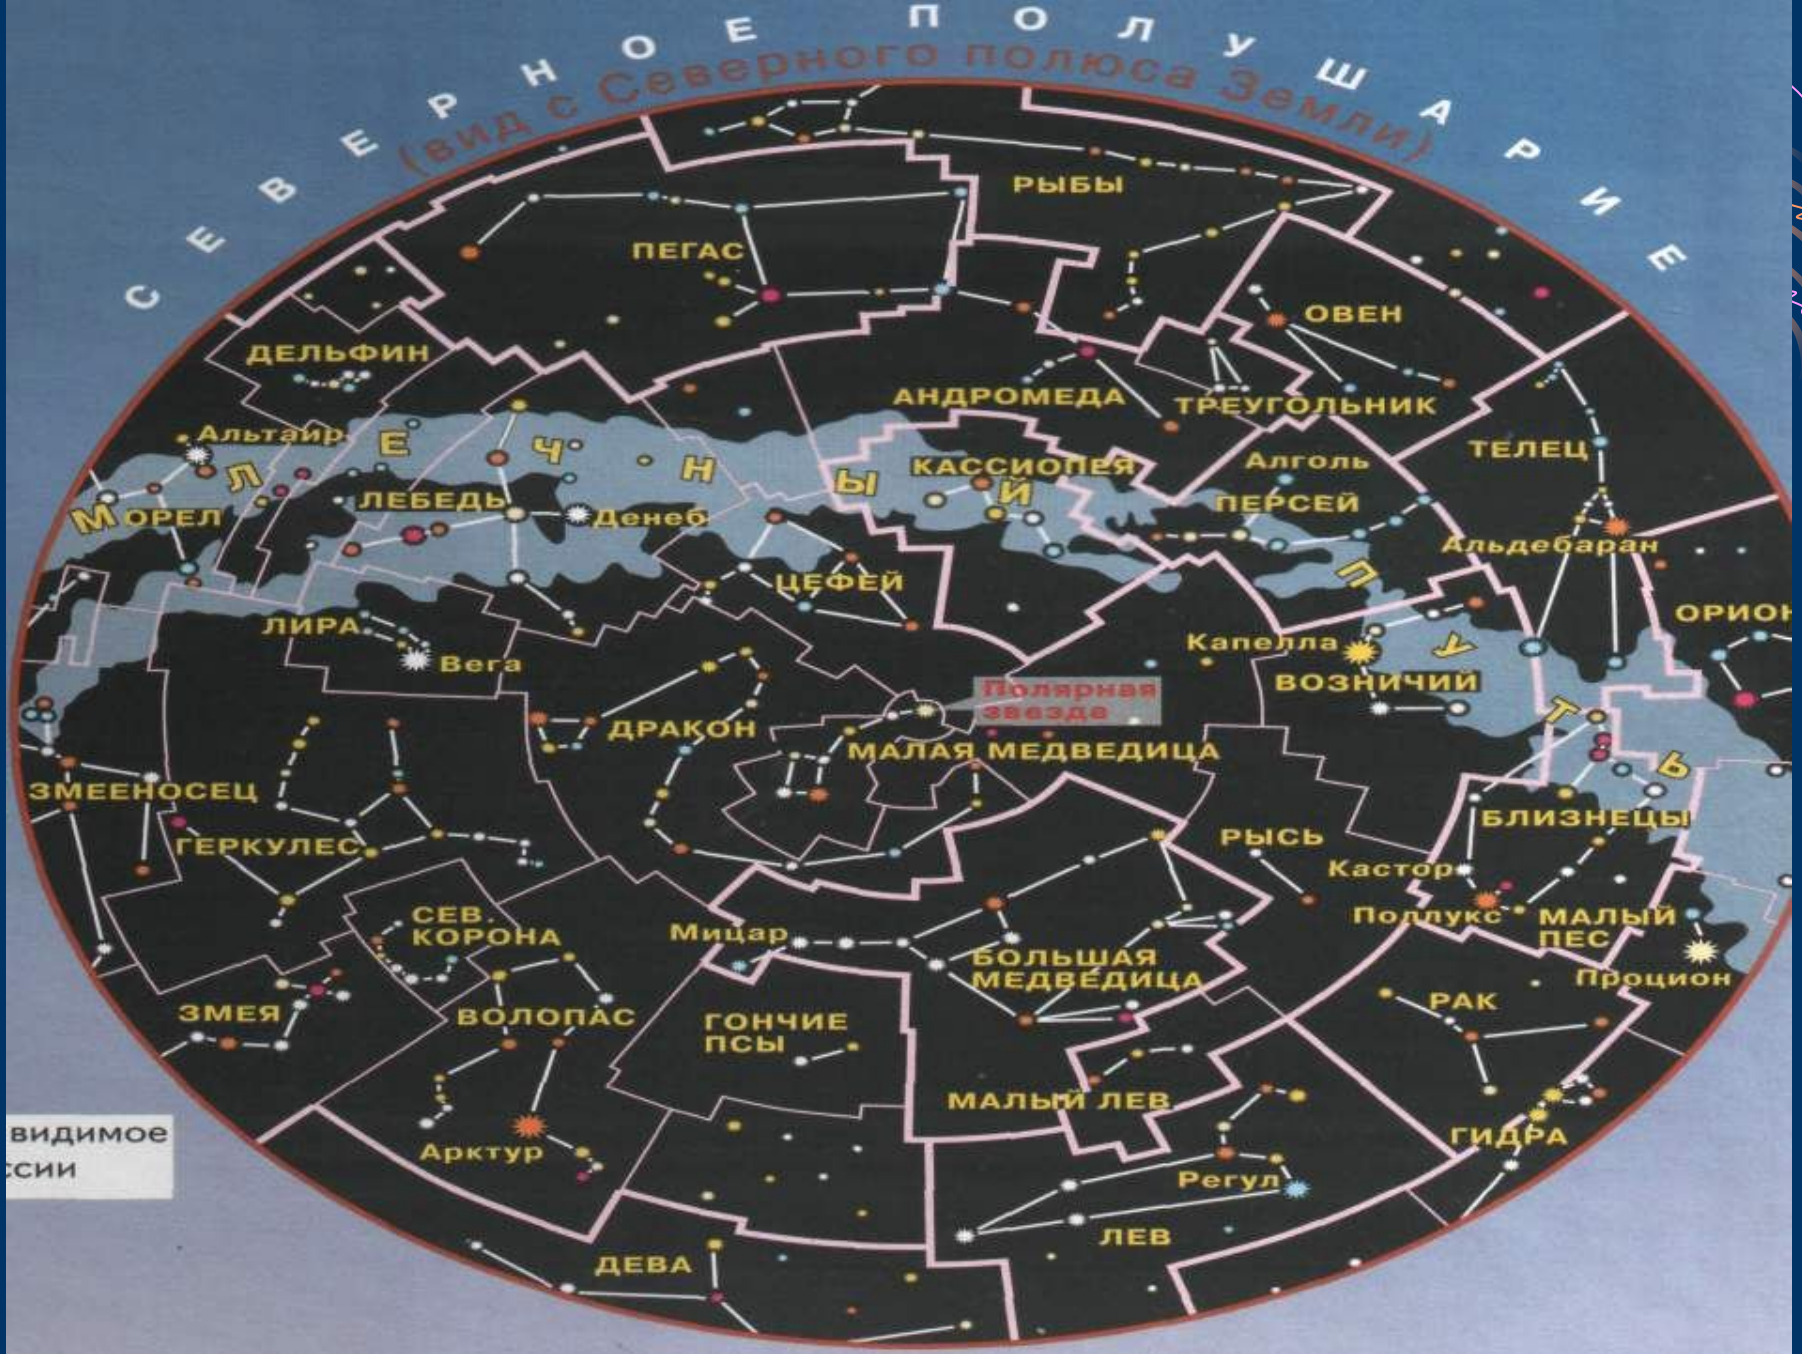 СЕВЕРНОЕ ПОЛУШАРИЕ
(вид с Северного полюса Земли)
РЫБЫ
ПЕГАС
ОВЕН
ДЕЛЬФИН
АНДРОМЕДА
ТРЕУГОЛЬНИК
Альтаир
ТЕЛЕЦ
КАССИОПЕЯ
Алголь
МЛЕЧНЫЙ ПУТЬ
ЛЕБЕДЬ
ПЕРСЕЙ
ОРЕЛ
Денеб
Альдебаран
ЦЕФЕЙ
ОРИОН
ЛИРА
Вега
Капелла
ВОЗНИЧИЙ
Полярная
звезде
ДРАКОН
МАЛАЯ МЕДВЕДИЦА
ЗМЕЕНОСЕЦ
БЛИЗНЕЦЫ
ГЕРКУЛЕС
РЫСЬ
Кастор
СЕВ.
КОРОНА
Поллукс
МАЛЫЙ
ПЕС
Мицар
БОЛЬШАЯ
МЕДВЕДИЦА
Процион
ЗМЕЯ
ВОЛОПАС
ГОНЧИЕ
ПСЫ
РАК
МАЛЫЙ ЛЕВ
видимое
ссии
ГИДРА
Арктур
Регул
ЛЕВ
ДЕВА